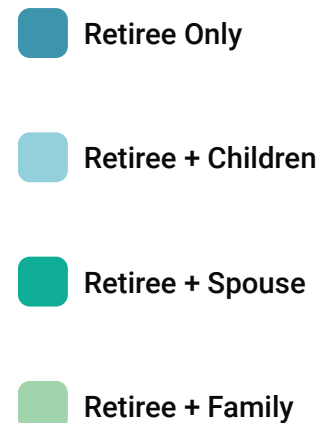 Retiree Only
Retiree + Children
Retiree + Spouse
Retiree + Family